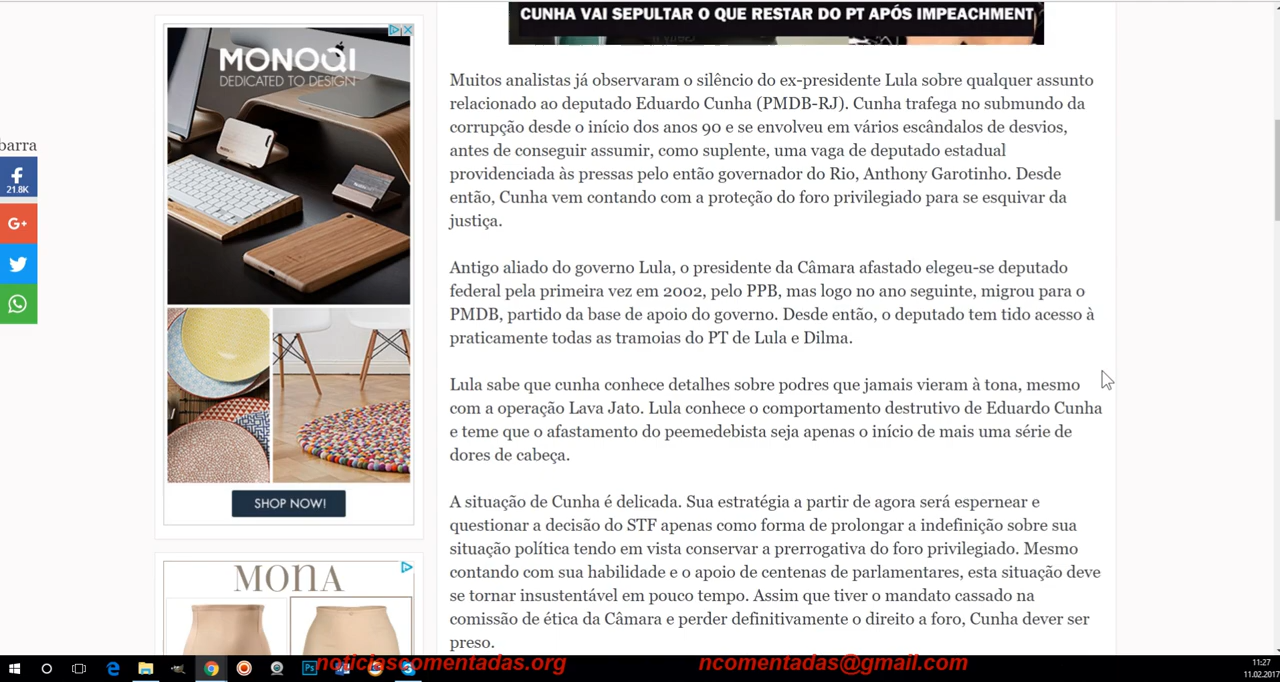 CUNHA VAI SEPULTAR O QUE RESTAR DO PT APÓS IMPEACHMENT
MONOQI
DEDICATED TO DESIGN
SHOP NOW!
MONA
barra
21.8K
G+
Muitos analistas já observaram o silêncio do ex-presidente Lula sobre qualquer assunto
relacionado ao deputado Eduardo Cunha (PMDB-RJ). Cunha trafega no submundo da
corrupção desde o início dos anos 90 e se envolveu em vários escândalos de desvios,
antes de conseguir assumir, como suplente, uma vaga de deputado estadual
providenciada às pressas pelo então governador do Rio, Anthony Garotinho. Desde
então, Cunha vem contando com a proteção do foro privilegiado para se esquivar da
justiça.
Antigo aliado do governo Lula, o presidente da Câmara afastado elegeu-se deputado
federal pela primeira vez em 2002, pelo PPB, mas logo no ano seguinte, migrou para o
PMDB, partido da base de apoio do governo. Desde então, o deputado tem tido acesso à
praticamente todas as tramoias do PT de Lula e Dilma.
Lula sabe que cunha conhece detalhes sobre podres que jamais vieram à tona, mesmo
com a operação Lava Jato. Lula conhece o comportamento destrutivo de Eduardo Cunha
e teme que o afastamento do peemedebista seja apenas o início de mais uma série de
dores de cabeça.
A situação de Cunha é delicada. Sua estratégia a partir de agora será espernear e
questionar a decisão do STF apenas como forma de prolongar a indefinição sobre sua
situação política tendo em vista conservar a prerrogativa do foro privilegiado. Mesmo
contando com sua habilidade e o apoio de centenas de parlamentares, esta situação deve
se tornar insustentável em pouco tempo. Assim que tiver o mandato cassado na
comissão de ética da Câmara e perder definitivamente o direito a foro, Cunha dever ser
preso.
noticiascomentadas.org
ncomentadas@gmail.com
11:27
11.02.2017